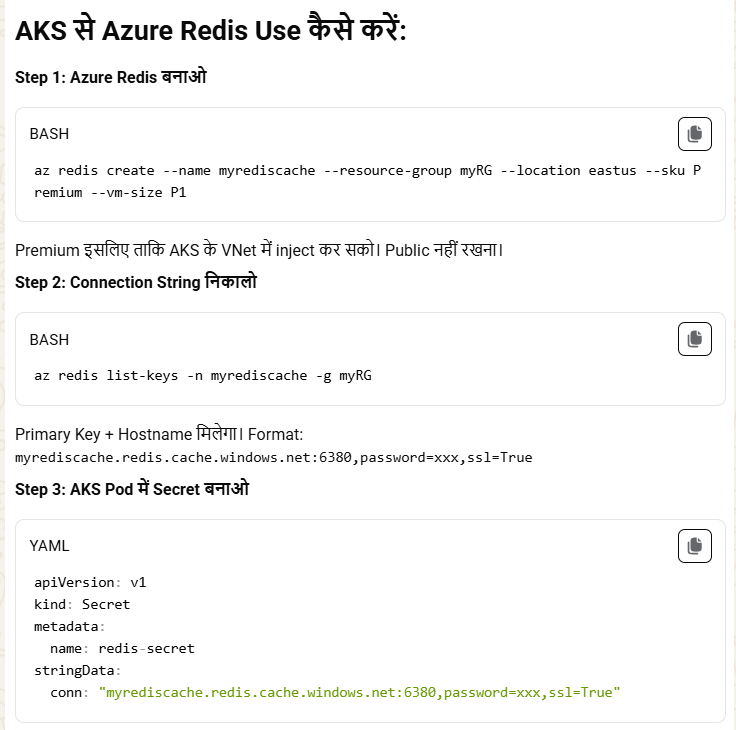 AKS से Azure Redis Use कैसे करें:
Step 1: Azure Redis बनाओ
BASH
az redis create --name myrediscache --resource-group myRG --location eastus --sku P
remium --vm-size P1
Premium इसलिए ताकि AKS के VNet में inject कर सको। Public नहीं रखना।
Step 2: Connection String निकालो
BASH
az redis list-keys -n myrediscache -g myRG
Primary Key + Hostname मिलेगा। Format:
myrediscache.redis.cache.windows.net:6380,password=xxx,ssl=True
Step 3: AKS Pod में Secret बनाओ
YAML
apiVersion: v1
kind: Secret
metadata:
  name: redis-secret
stringData:
  conn: "myrediscache.redis.cache.windows.net:6380,password=xxx,ssl=True"